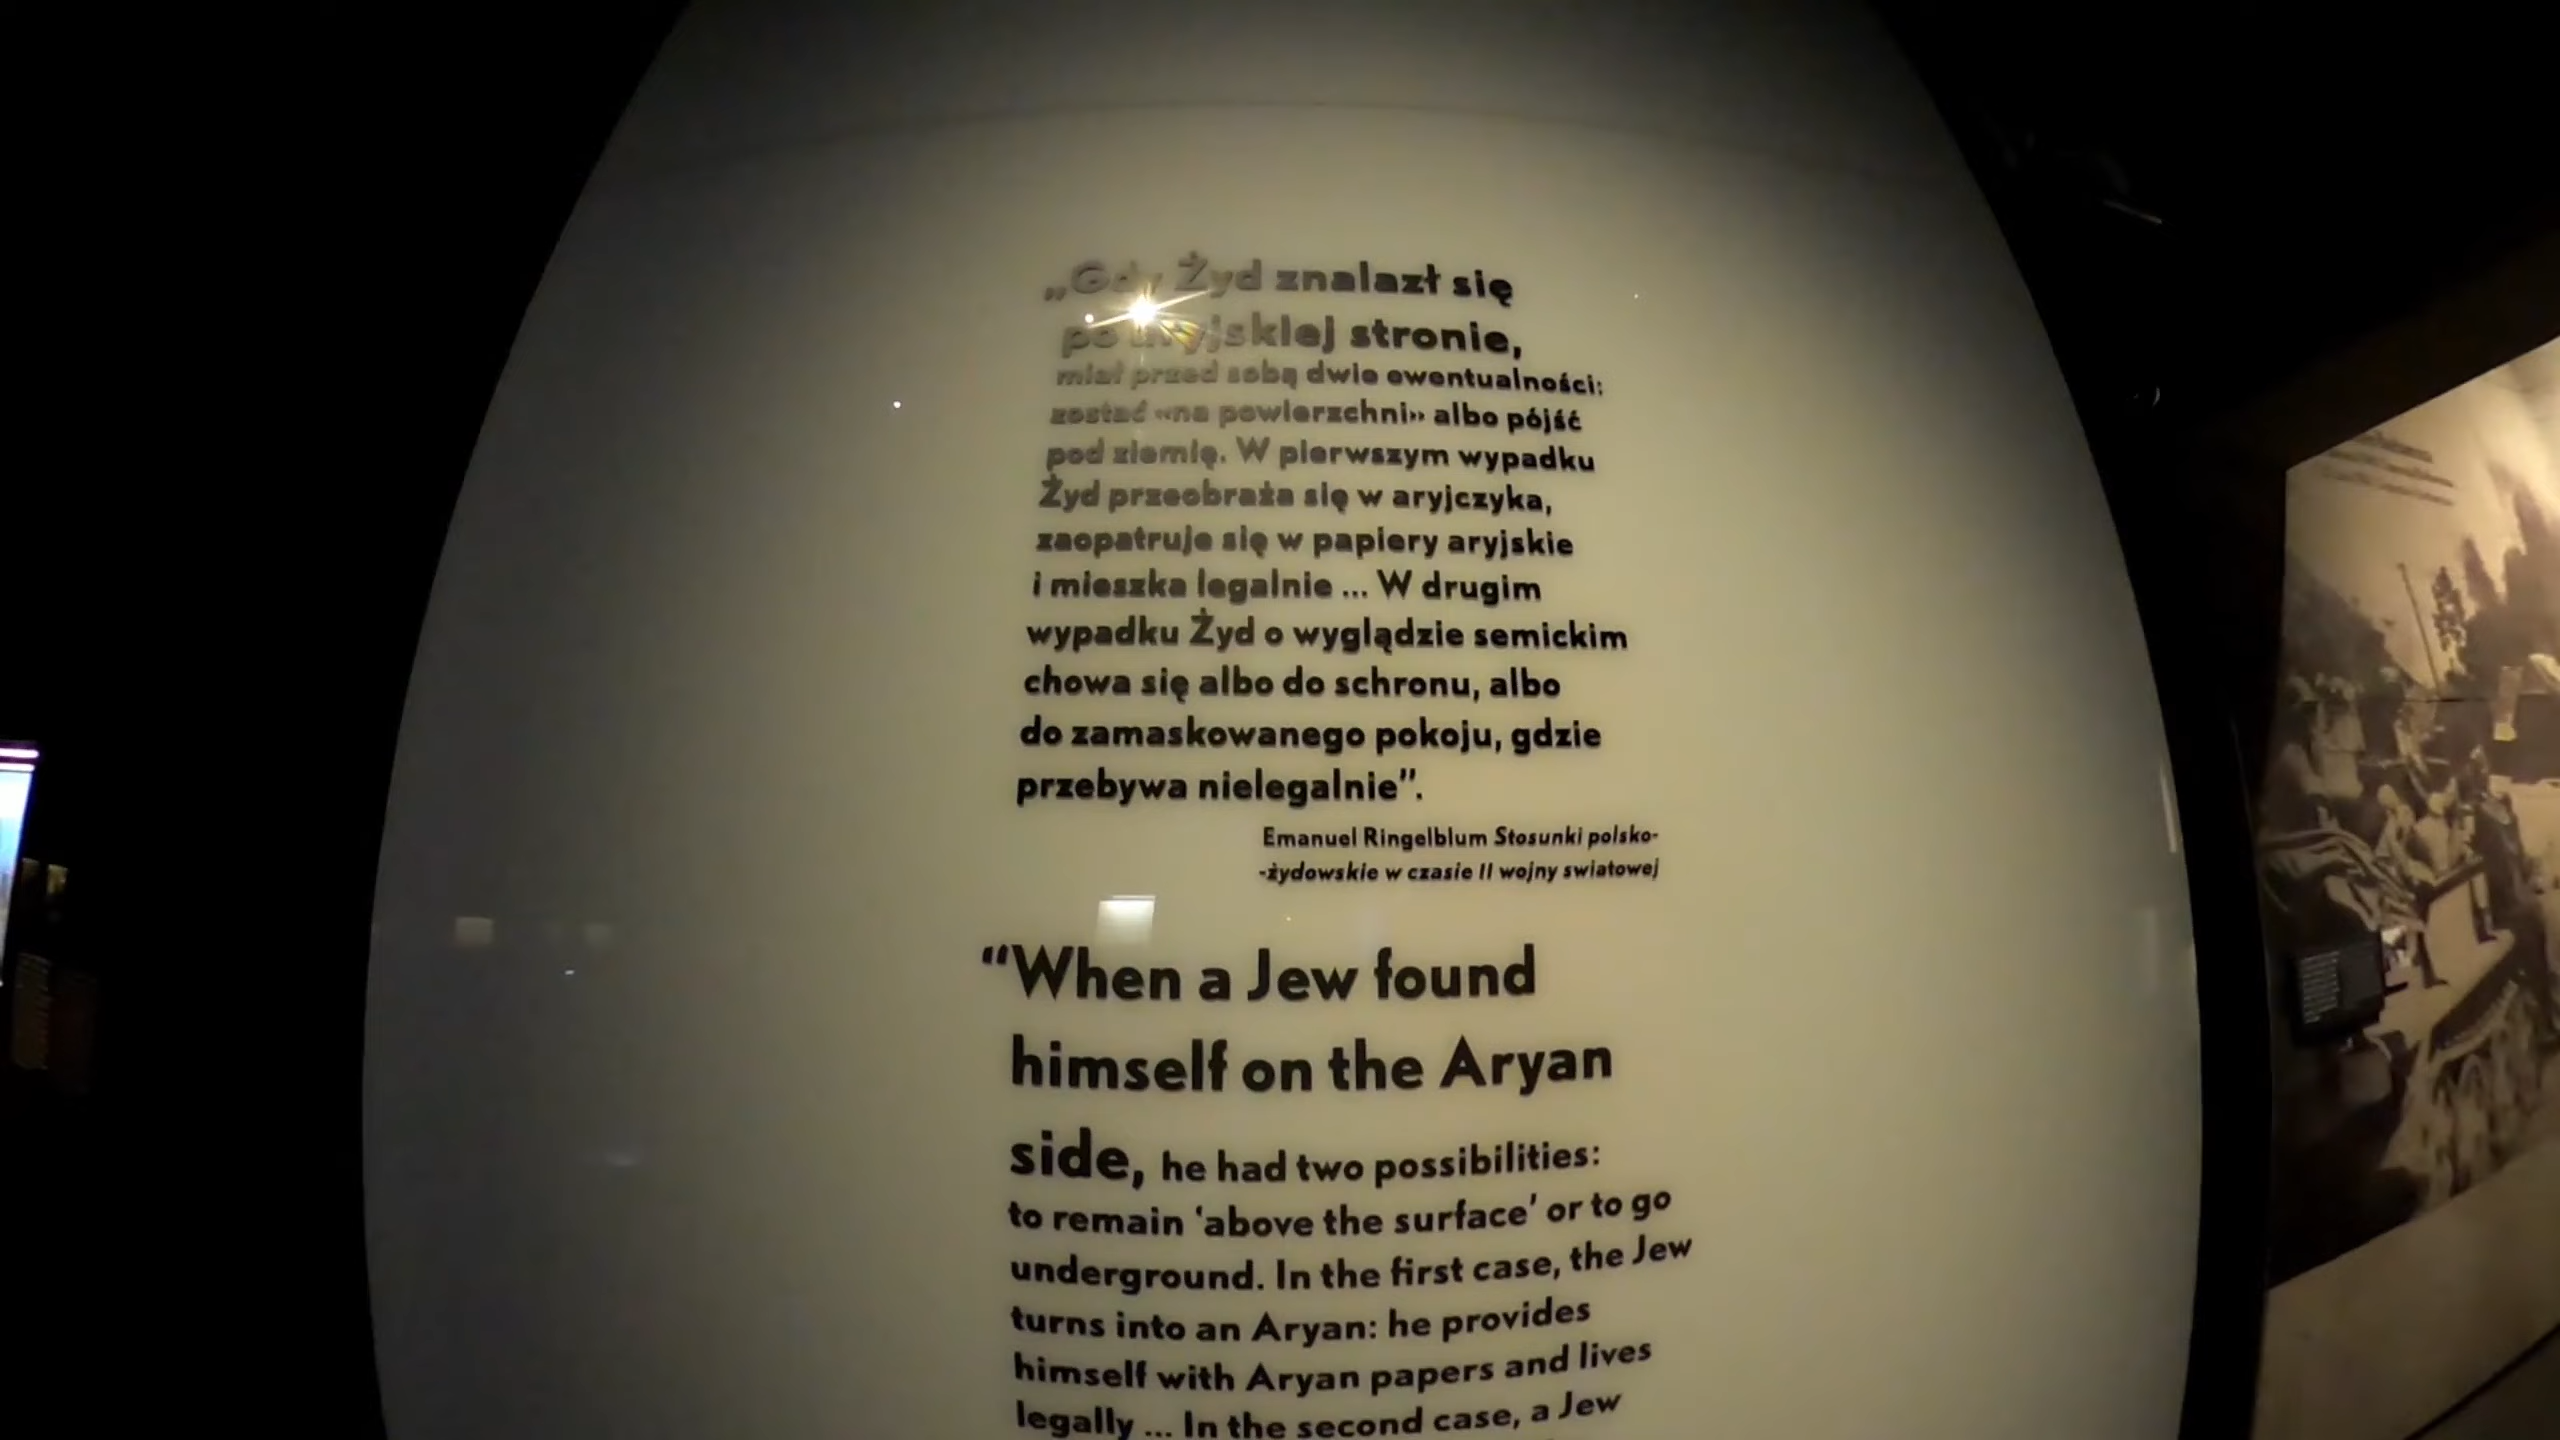 „Gdy Żyd znalazł się
po aryjskiej stronie,
miał przed sobą dwie ewentualności:
zostać «na powierzchni» albo pójść
pod ziemię. W pierwszym wypadku
Żyd przeobraża się w aryjczyka,
zaopatruje się w papiery aryjskie
i mieszka legalnie ... W drugim
wypadku Żyd o wyglądzie semickim
chowa się albo do schronu, albo
do zamaskowanego pokoju, gdzie
przebywa nielegalnie”.
Emanuel Ringelblum Stosunki polsko-
-żydowskie w czasie II wojny swiatowej
“When a Jew found
himself on the Aryan
side, he had two possibilities:
to remain ‘above the surface’ or to go
underground. In the first case, the Jew
turns into an Aryan: he provides
himself with Aryan papers and lives
legally ... In the second case, a Jew